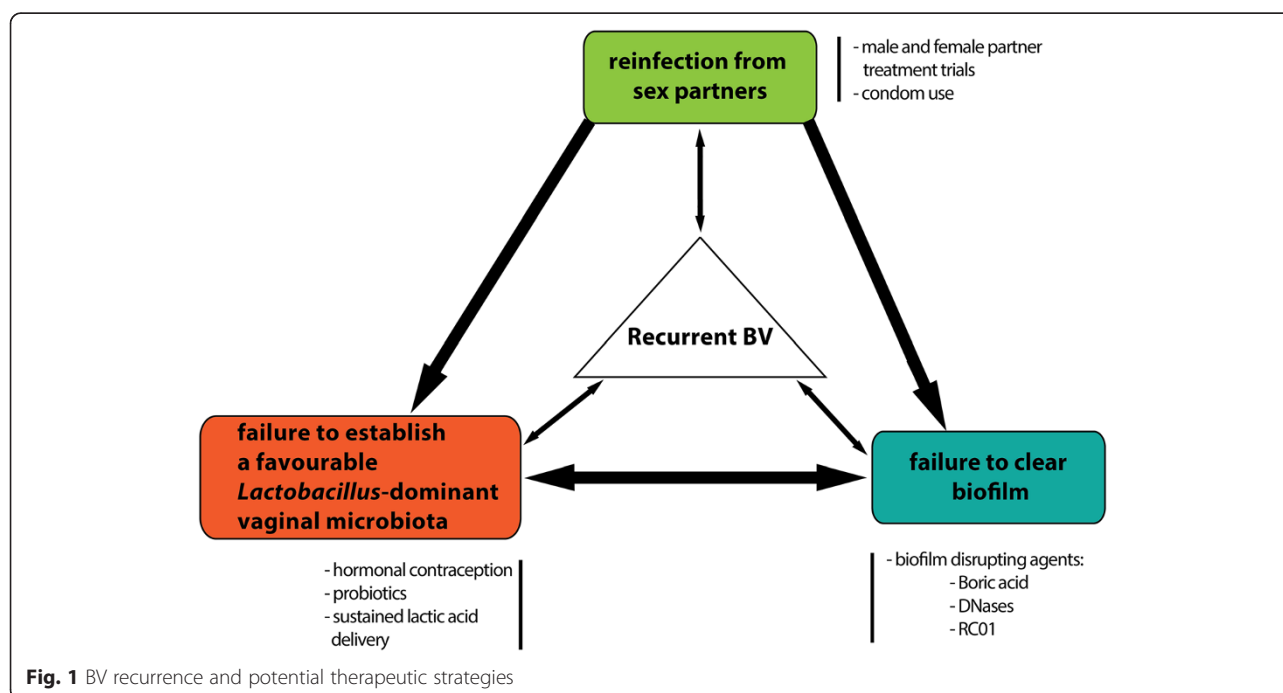 reinfection from
sex partners
- male and female partner
treatment trials
- condom use
Recurrent BV
failure to establish
a favourable
Lactobacillus-dominant
vaginal microbiota
failure to clear
biofilm
- hormonal contraception
- probiotics
- sustained lactic acid
delivery
- biofilm disrupting agents:
- Boric acid
- DNases
- RC01
Fig. 1 BV recurrence and potential therapeutic strategies